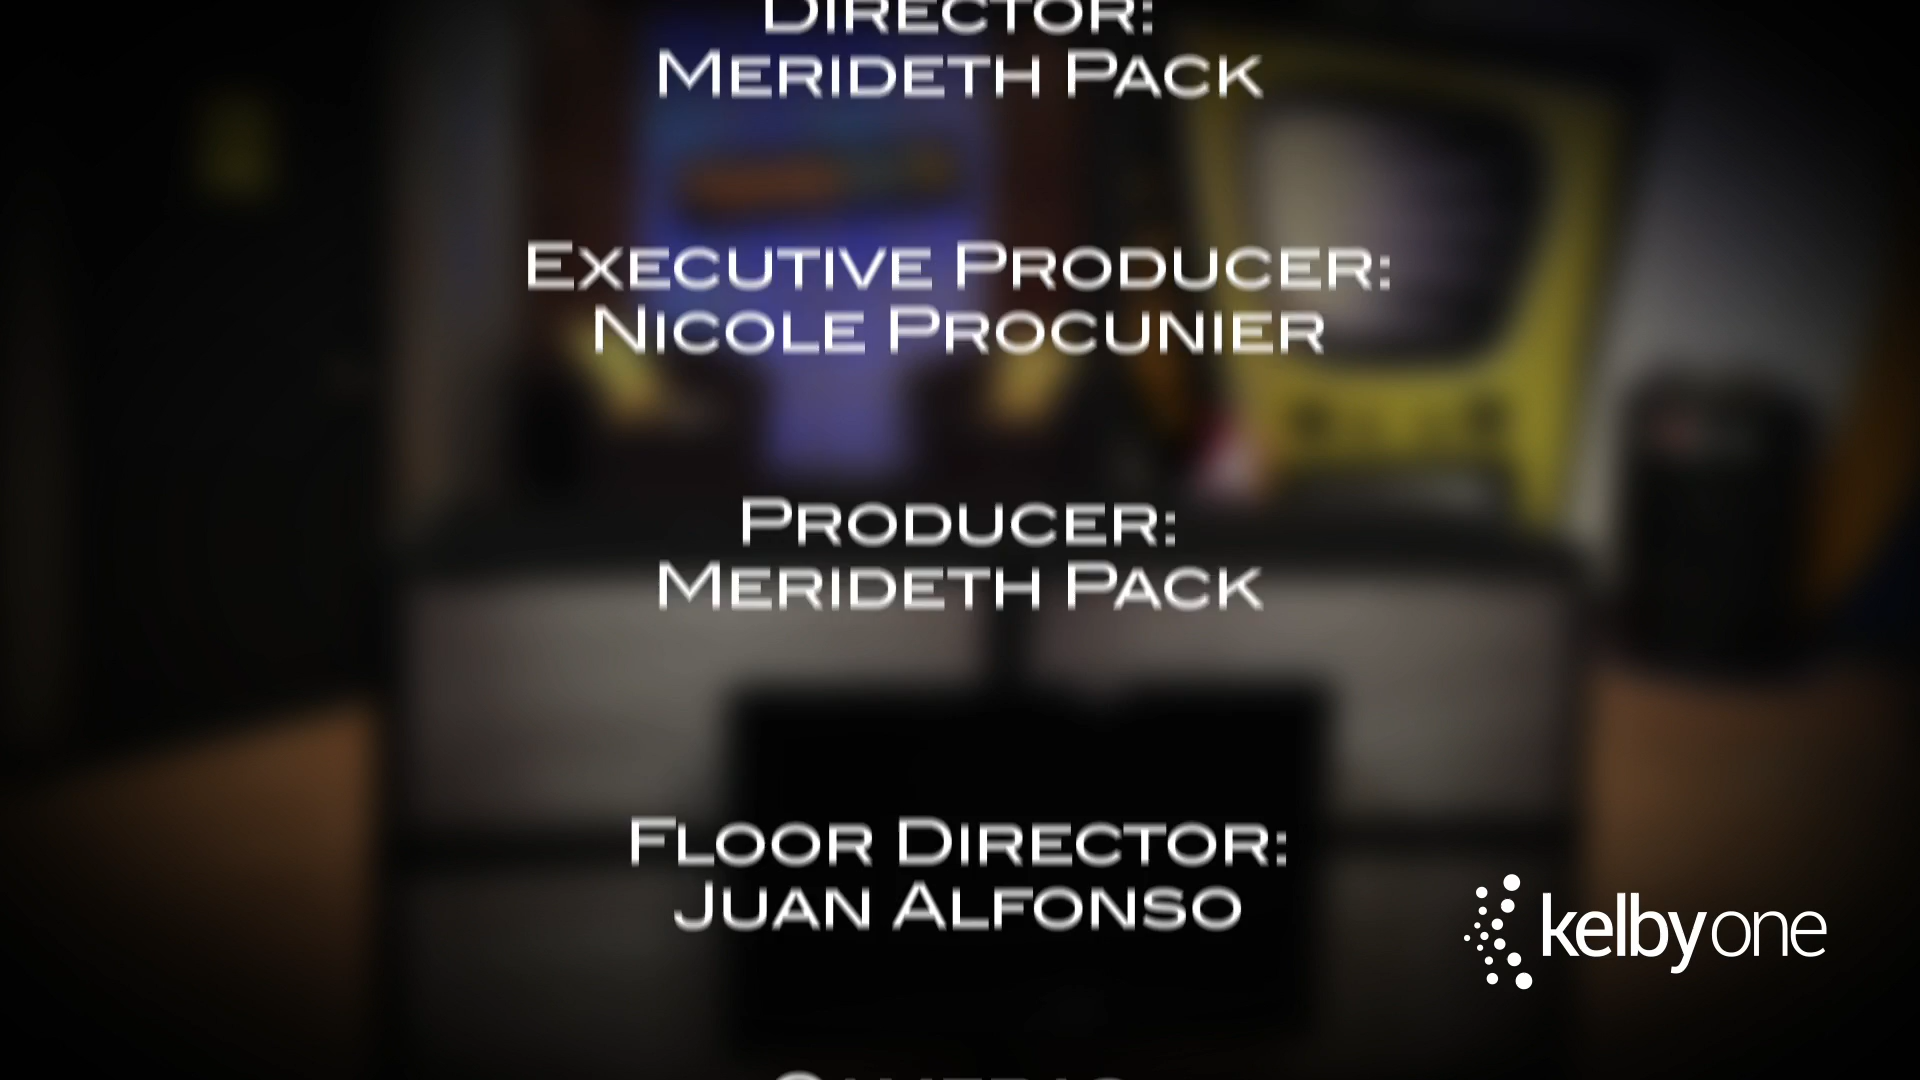 DIRECTOR:
MERIDETH PACK
EXECUTIVE PRODUCER:
NICOLE PROCUNIER
PRODUCER:
MERIDETH PACK
FLOOR DIRECTOR:
JUAN ALFONSO
kelbyone